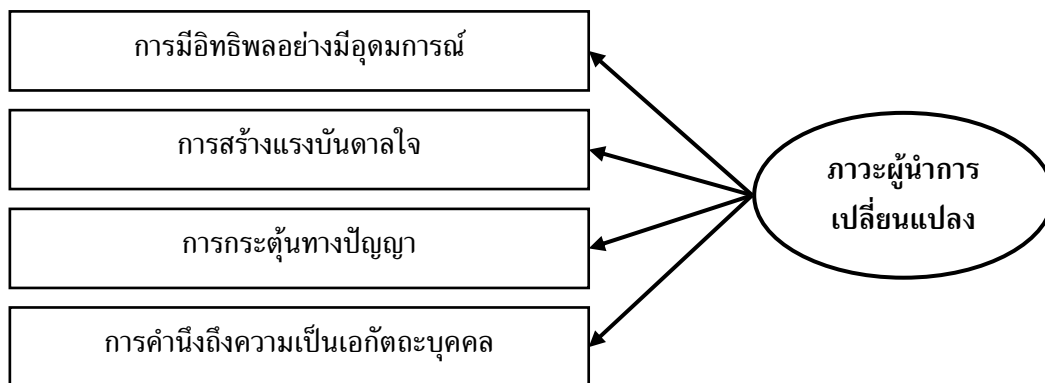 การมีอิทธิพลอย่างมีอุดมการณ์
การสร้างแรงบันดาลใจ
การกระตุ้นทางปัญญา
การคำนึงถึงความเป็นเอกัตถะบุคคล
ภาวะผู้นำการ
เปลี่ยนแปลง